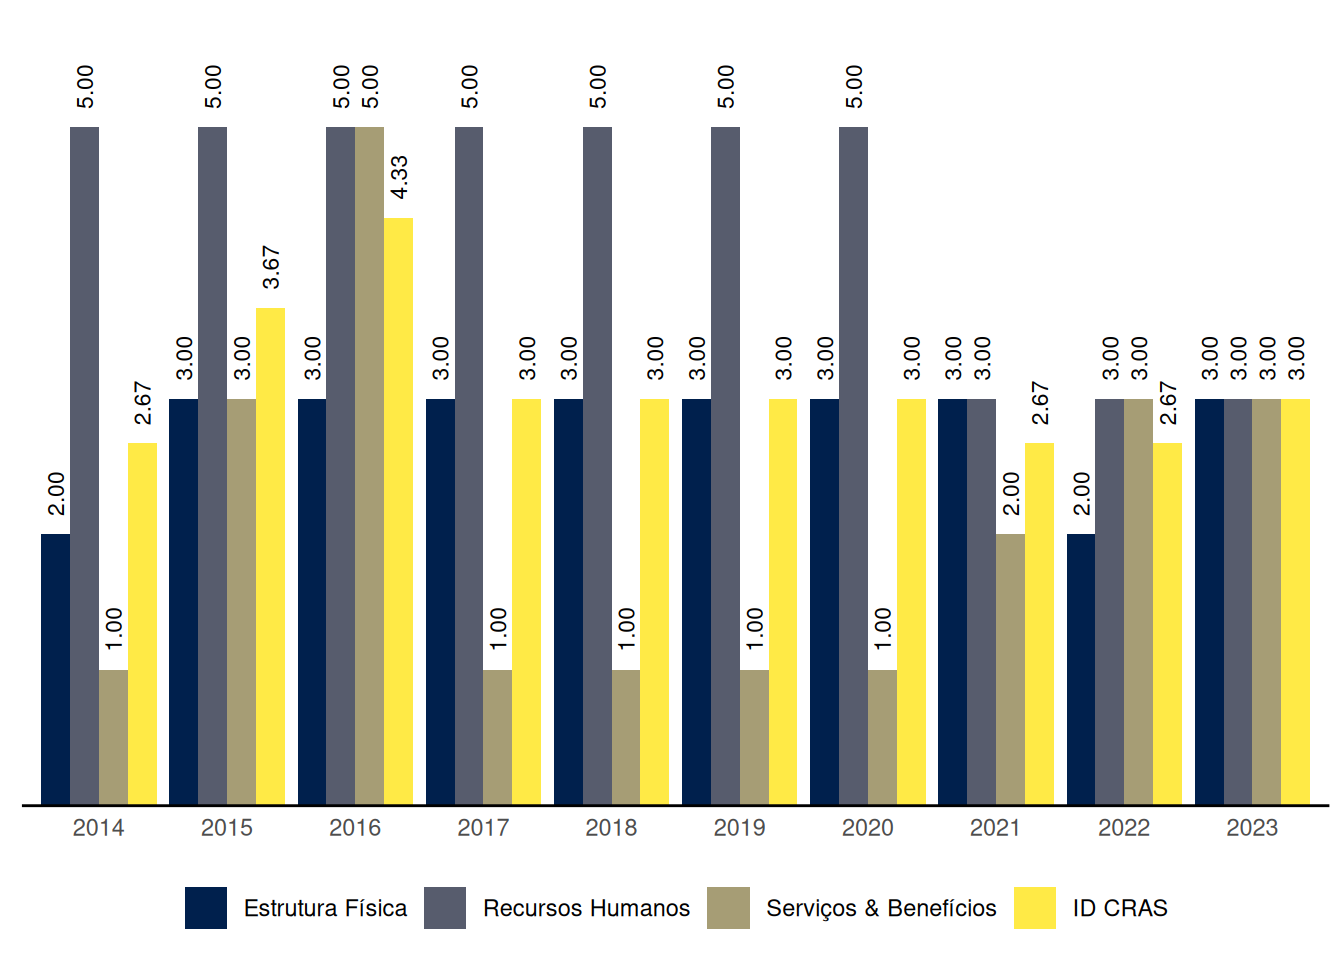 5.00 5.00 5.00 5.00 5.00 5.00 5.00 5.00
4.33
3.67
3.00 3.00 3.00 3.00 3.00 3.00 3.00 3.00 3.00 3.00 3.00 3.00 3.00 3.00 3.00 3.00 3.00 3.00
2.67 2.67 2.67
2.00 2.00 2.00
1.00 1.00 1.00 1.00 1.00
2014 2015 2016 2017 2018 2019 2020 2021 2022 2023
Estrutura Física Recursos Humanos Serviços & Benefícios ID CRAS